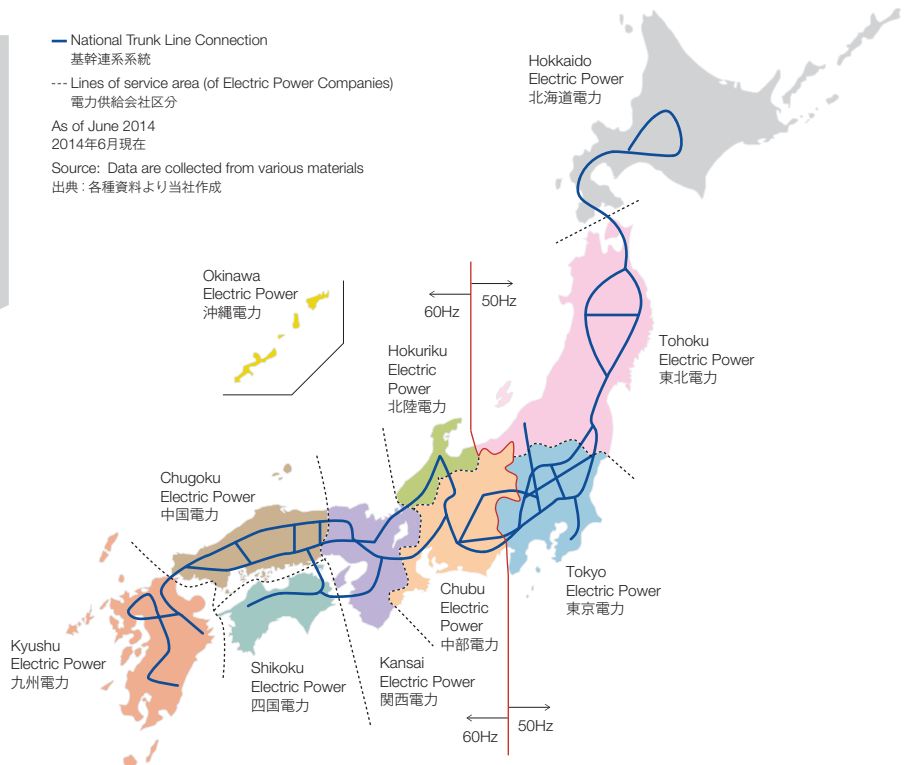 National Trunk Line Connection
基幹連系系統
Lines of service area (of Electric Power Companies)
電力供給会社区分
As of June 2014
2014年6月現在
Source: Data are collected from various materials
出典：各種資料より当社作成
Hokkaido
Electric Power
北海道電力
Okinawa
Electric Power
沖縄電力
60Hz
50Hz
Hokuriku
Electric
Power
北陸電力
Tohoku
Electric Power
東北電力
Chugoku
Electric Power
中国電力
Tokyo
Electric Power
東京電力
Chubu
Electric
Power
中部電力
Kyushu
Electric Power
九州電力
Shikoku
Electric Power
四国電力
Kansai
Electric Power
関西電力
60Hz
50Hz